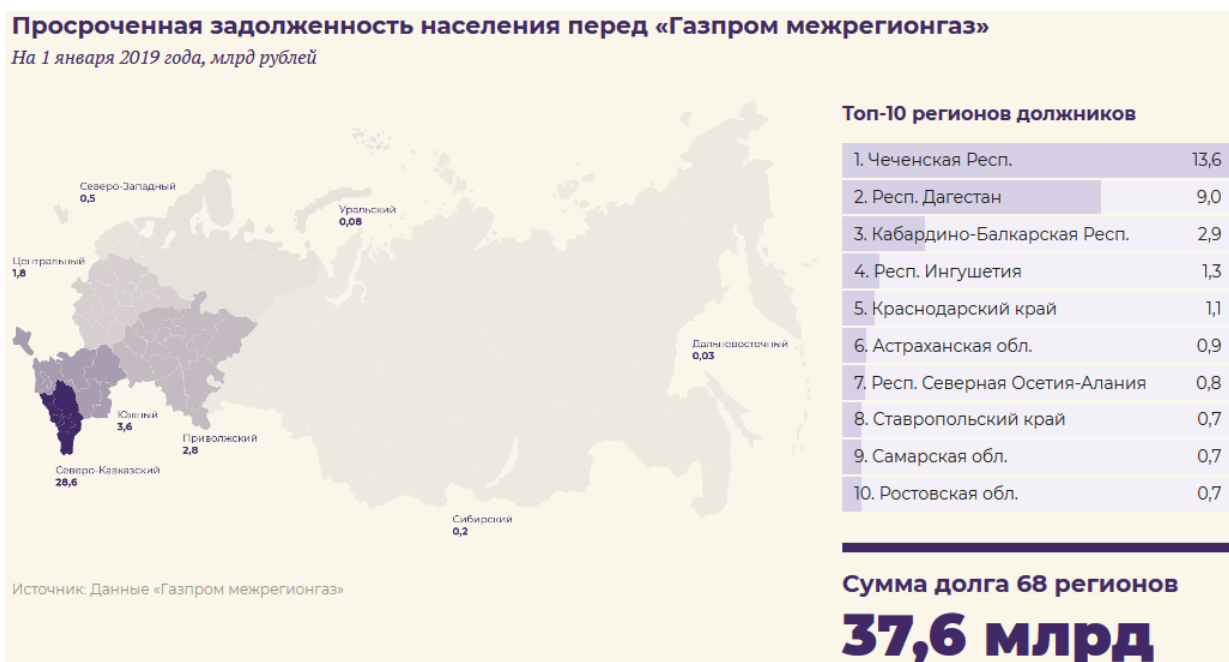 Просроченная задолженность населения перед «Газпром межрегионгаз»
На 1 января 2019 года, млрд рублей
Северо-Западный
0,5
Уральский
0,08
Центральный
1,8
Дальневосточный
0,03
Южный
3,6
Приволжский
2,8
Северо-Кавказский
28,6
Сибирский
0,2
Источник: Данные «Газпром межрегионгаз»
Топ-10 регионов должников
1. Чеченская Респ. 13,6
2. Респ. Дагестан 9,0
3. Кабардино-Балкарская Респ. 2,9
4. Респ. Ингушетия 1,3
5. Краснодарский край 1,1
6. Астраханская обл. 0,9
7. Респ. Северная Осетия-Алания 0,8
8. Ставропольский край 0,7
9. Самарская обл. 0,7
10. Ростовская обл. 0,7
Сумма долга 68 регионов
37,6 млрд